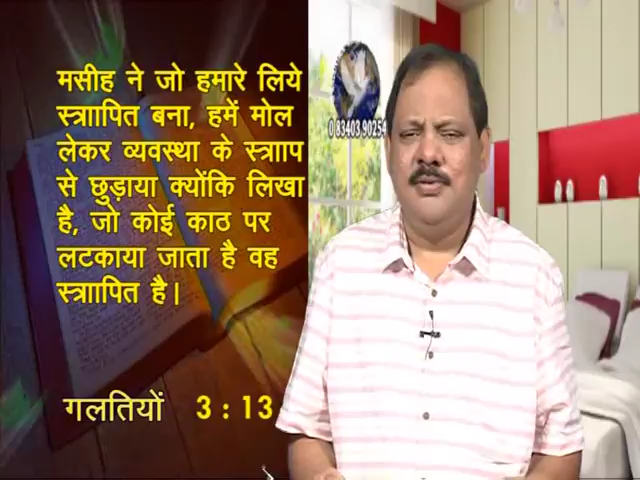 मसीह ने जो हमारे लिये
स्त्राापित बना, हमें मोल
लेकर व्यवस्था के स्त्रााप
से छुड़ाया क्योंकि लिखा
है, जो कोई काठ पर
लटकाया जाता है वह
स्त्राापित है।
गलतियों 3 : 13
0 83403 90254